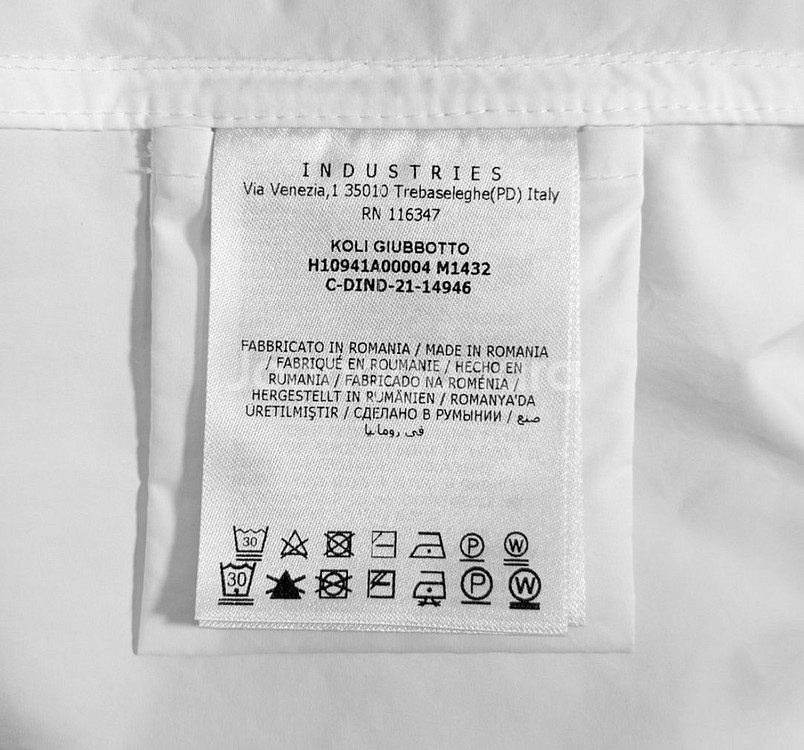 INDUSTRIES
Via Venezia,1 35010 Trebaseleghe(PD) Italy
RN 116347
KOLI GIUBBOTTO
H10941A00004 M1432
C-DIND-21-14946
FABBRICATO IN ROMANIA / MADE IN ROMANIA
/ FABRIQUÉ EN ROUMANIE / HECHO EN
RUMANIA / FABRICADO NA ROMÉNIA /
HERGESTELLT IN RUMÄNIEN / ROMANYA'DA
ÜRETILMIŞTIR / СДЕЛАНО В РУМЫНИИ / صنع
في رومانيا
30 P W
30 P W